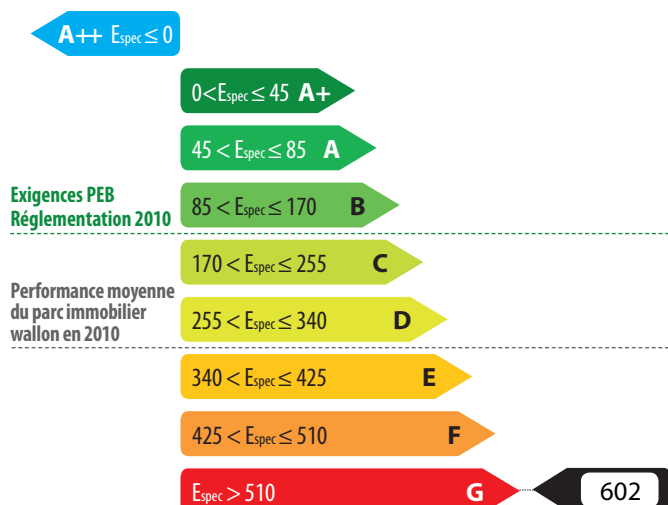 A++ Espec ≤ 0
0<Espec ≤ 45 A+
45 < Espec ≤ 85 A
Exigences PEB
Réglementation 2010
85 < Espec ≤ 170 B
170 < Espec ≤ 255 C
Performance moyenne
du parc immobilier
wallon en 2010
255 < Espec ≤ 340 D
340 < Espec ≤ 425 E
425 < Espec ≤ 510 F
Espec > 510 G 602